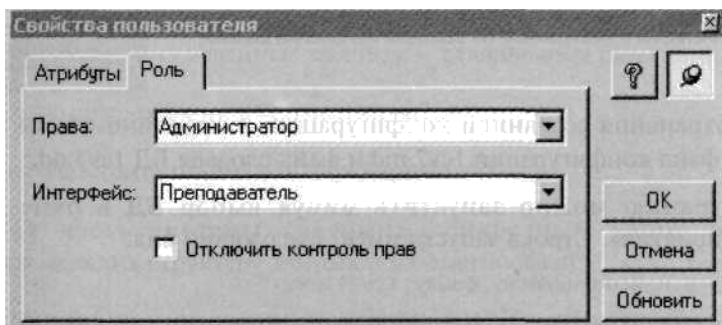 Свойства пользователя
Атрибуты Роль
?
Права: Администратор
Интерфейс: Преподаватель
Отключить контроль прав
OK
Отмена
Обновить